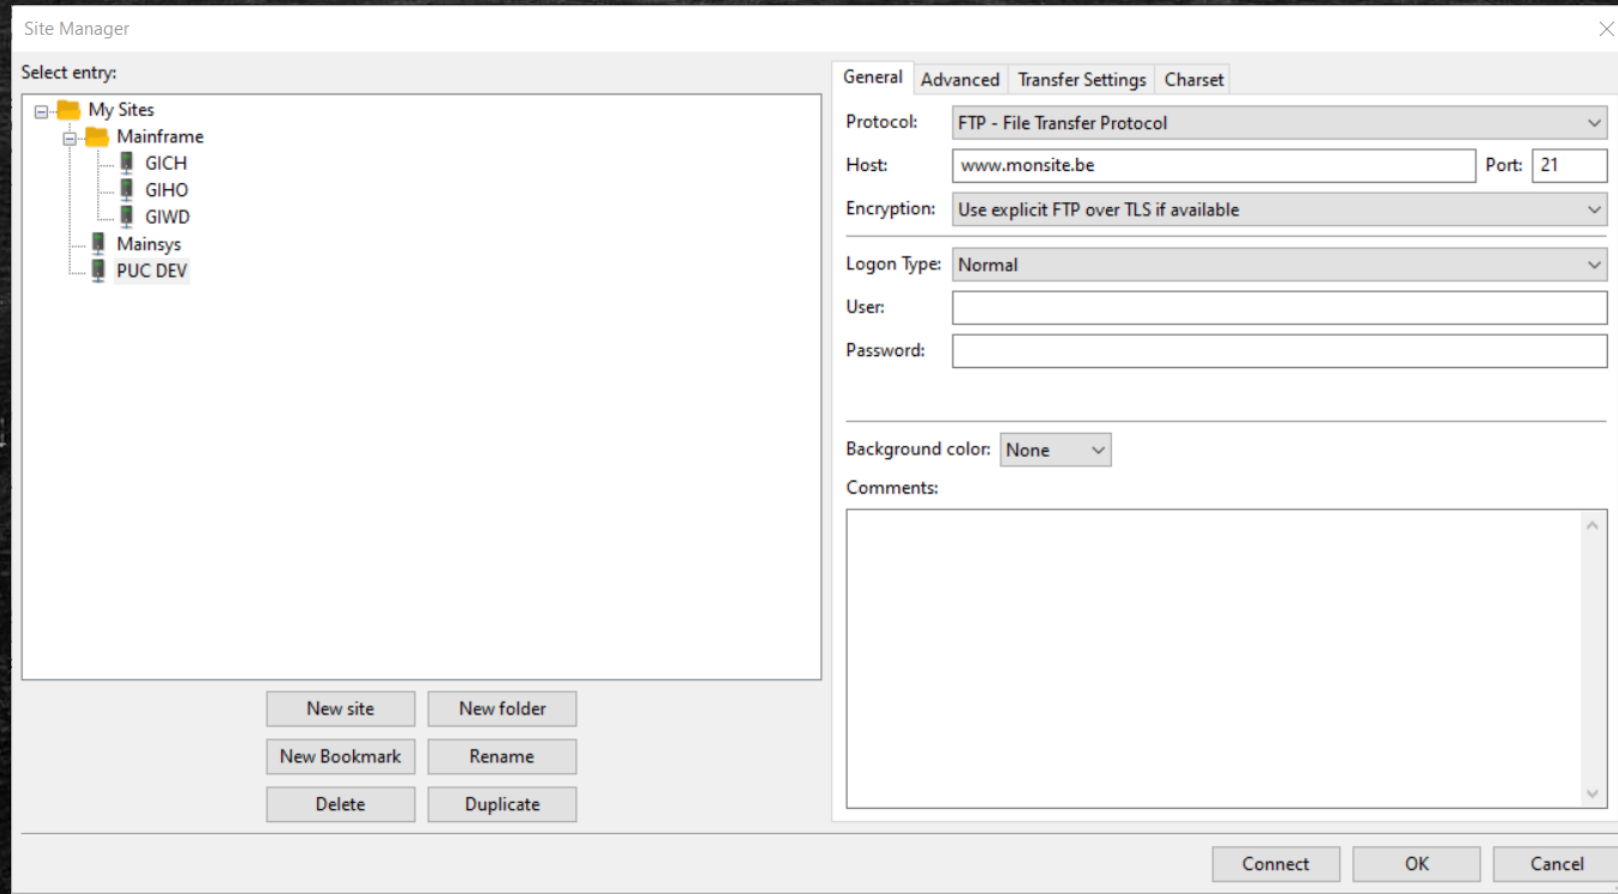 Site Manager
Select entry:
My Sites
Mainframe
GICH
GIHO
GIWD
Mainsys
PUC DEV
New site
New folder
New Bookmark
Rename
Delete
Duplicate
General
Advanced
Transfer Settings
Charset
Protocol:
FTP - File Transfer Protocol
Host:
www.monsite.be
Port:
21
Encryption:
Use explicit FTP over TLS if available
Logon Type:
Normal
User:
Password:
Background color:
None
Comments:
Connect
OK
Cancel